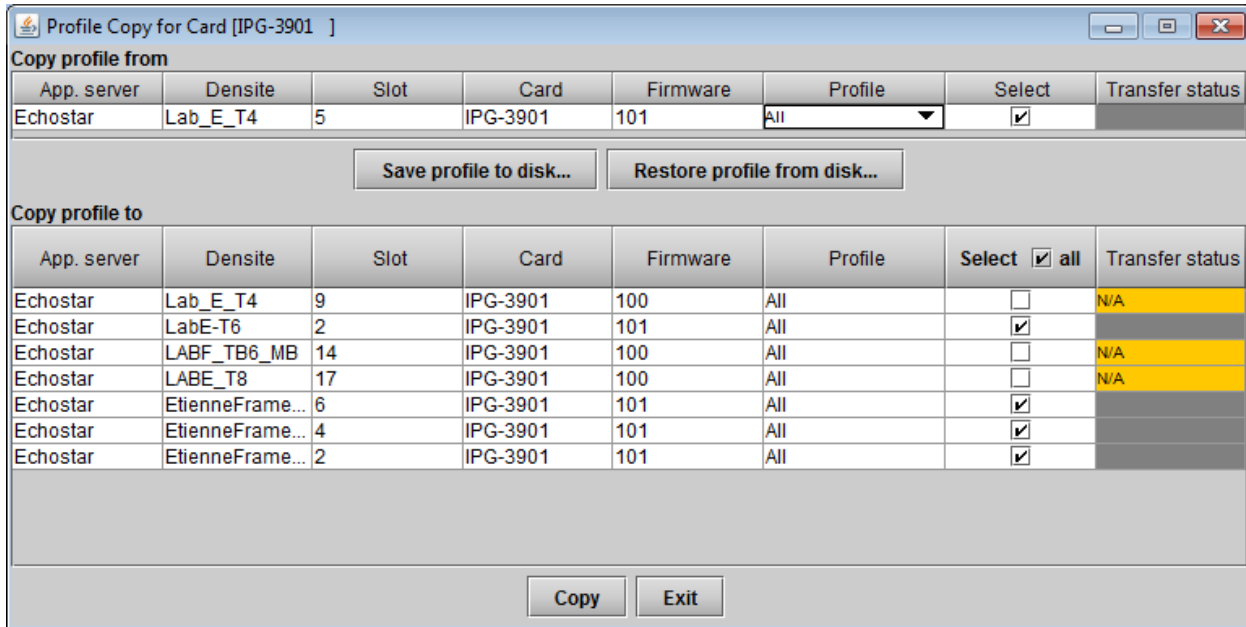 Profile Copy for Card [IPG-3901 ]
Copy profile from
App. server Densite Slot Card Firmware Profile Select Transfer status
Echostar Lab_E_T4 5 IPG-3901 101 All
Save profile to disk... Restore profile from disk...
Copy profile to
App. server Densite Slot Card Firmware Profile Select all Transfer status
Echostar Lab_E_T4 9 IPG-3901 100 All N/A
Echostar LabE-T6 2 IPG-3901 101 All
Echostar LABF_TB6_MB 14 IPG-3901 100 All N/A
Echostar LABE_T8 17 IPG-3901 100 All N/A
Echostar EtienneFrame... 6 IPG-3901 101 All
Echostar EtienneFrame... 4 IPG-3901 101 All
Echostar EtienneFrame... 2 IPG-3901 101 All
Copy Exit